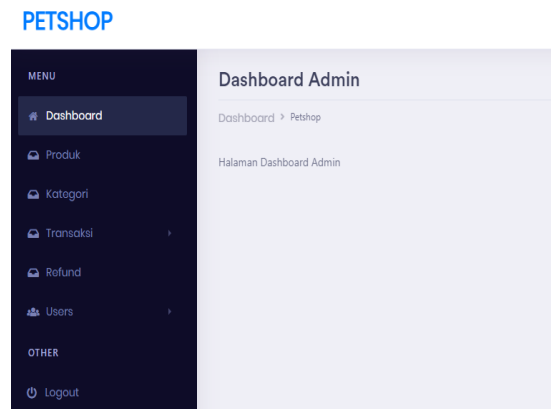 PETSHOP
MENU
Dashboard
Produk
Kategori
Transaksi
Refund
Users
OTHER
Logout
Dashboard Admin
Dashboard > Petshop
Halaman Dashboard Admin